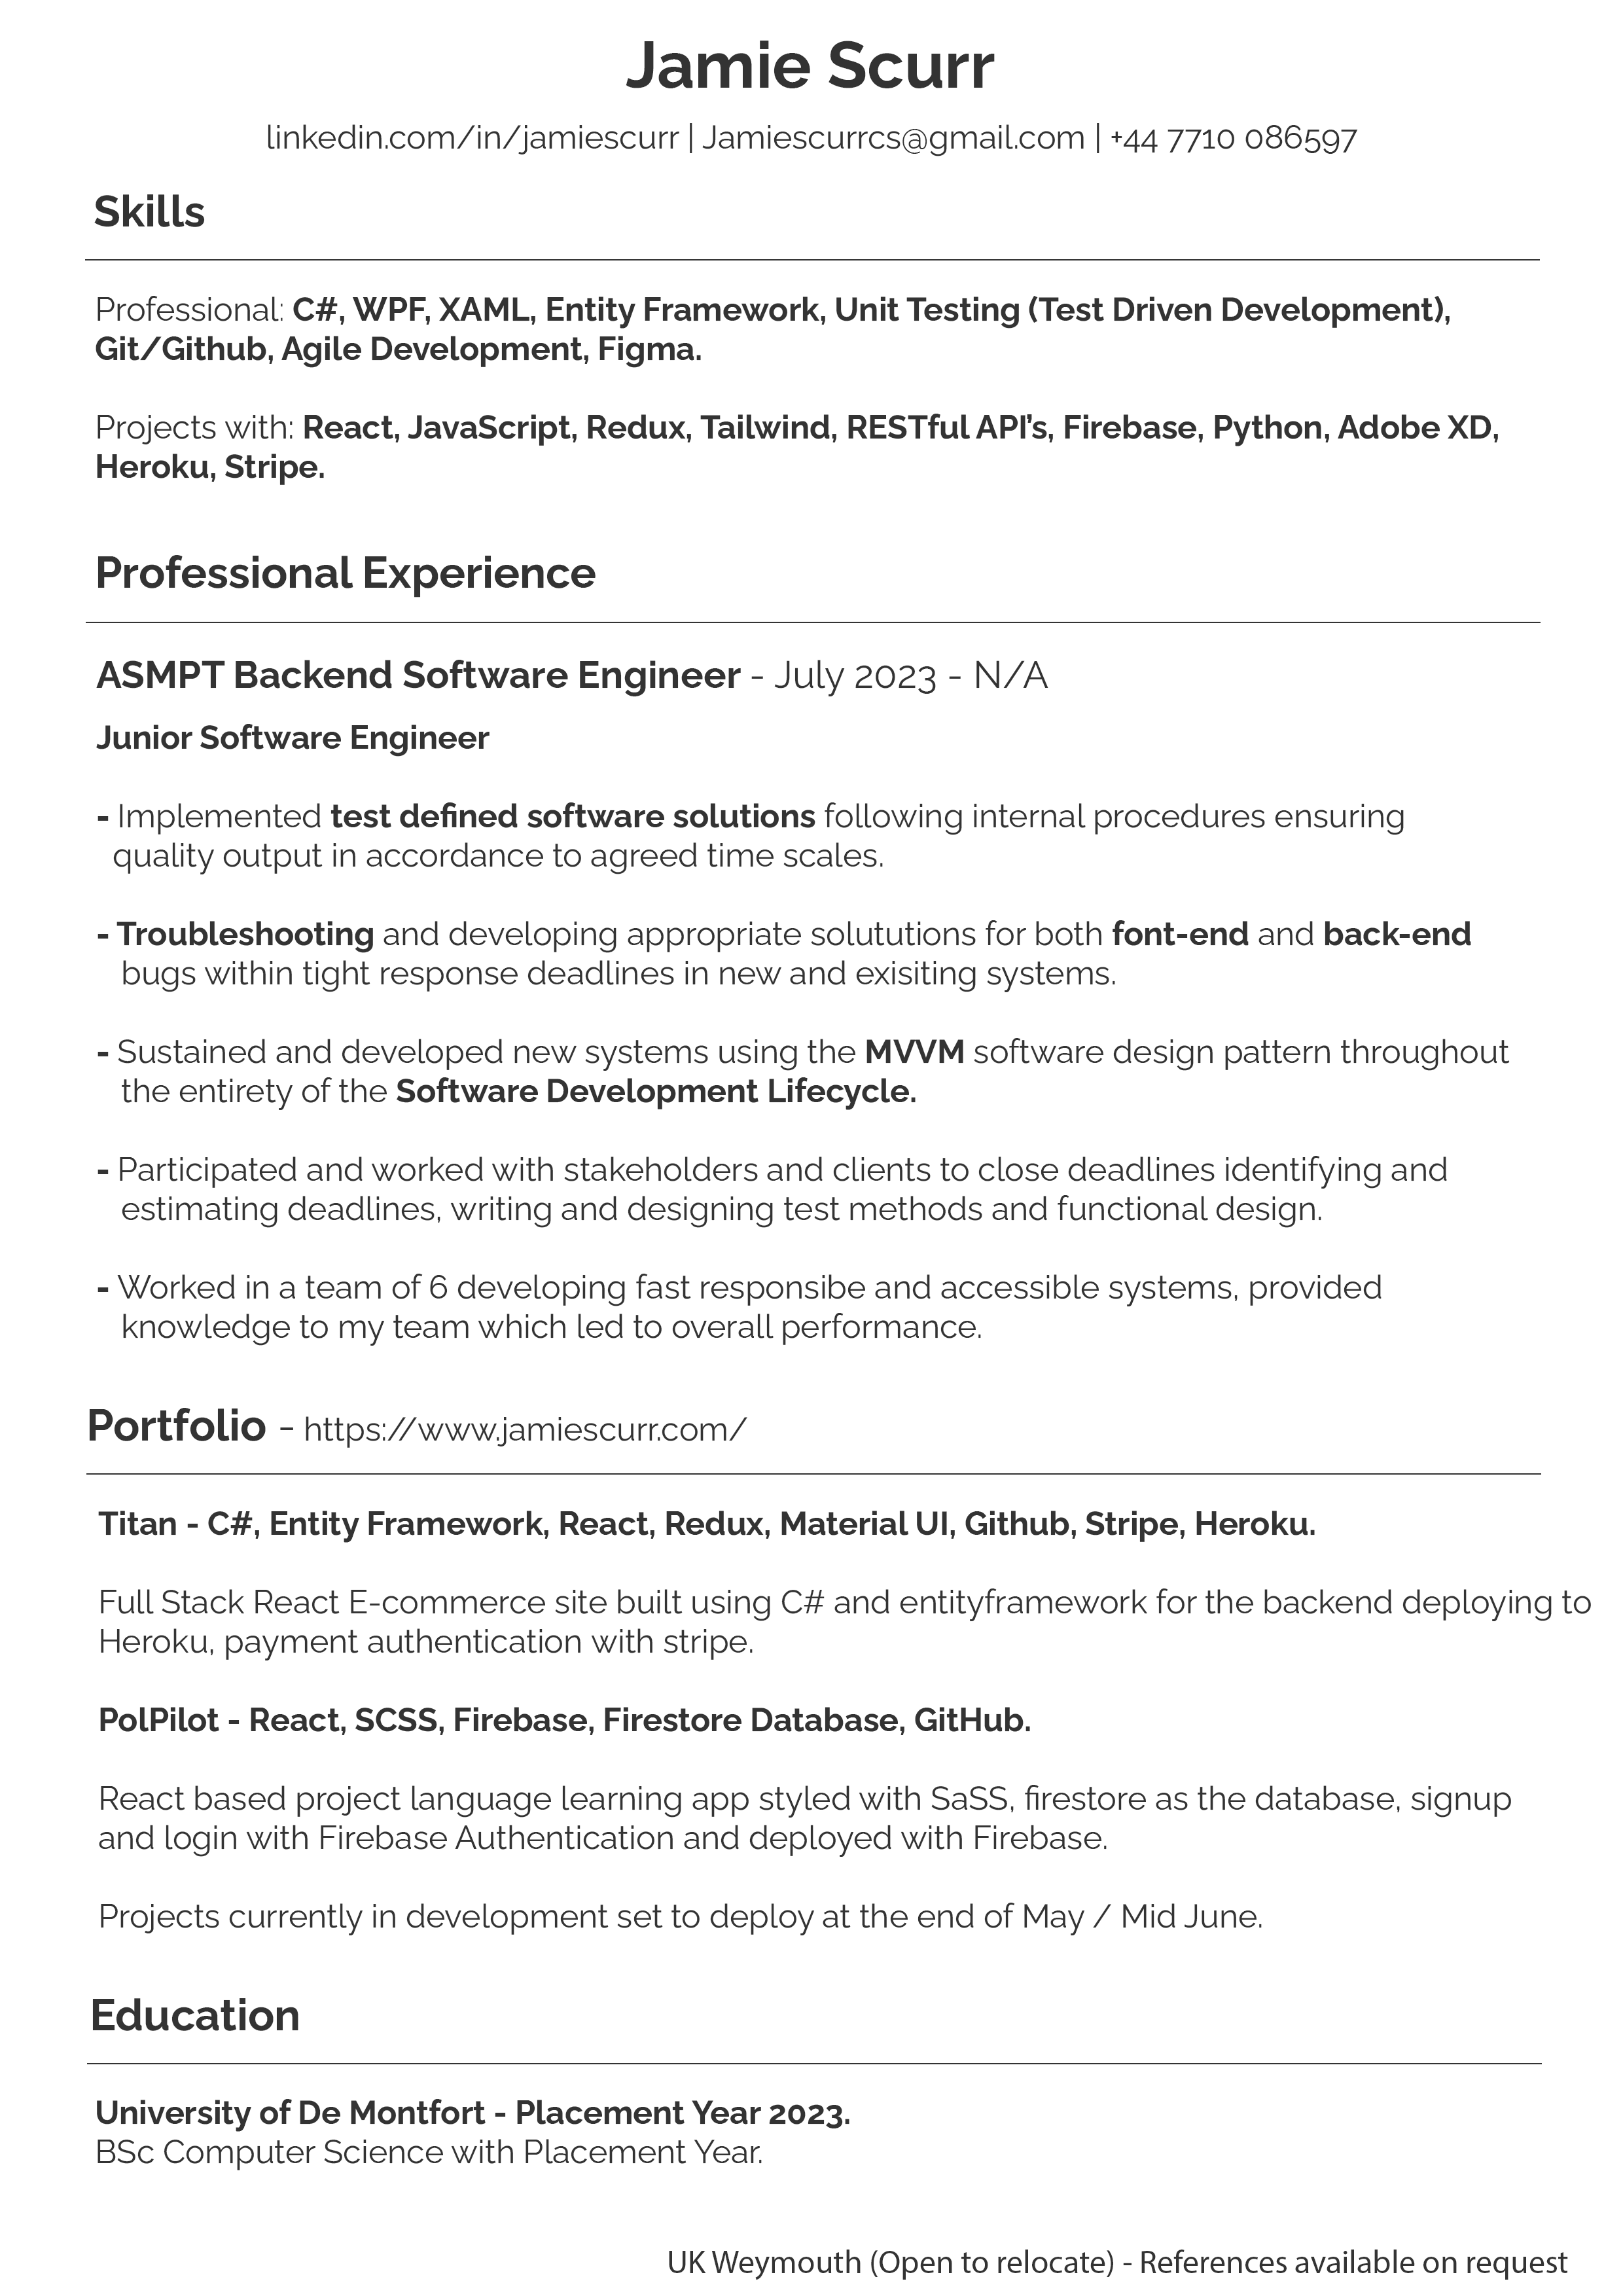 Jamie Scurr
linkedin.com/in/jamiescurr | Jamiescurrcs@gmail.com | +44 7710 086597
Skills
Professional: C#, WPF, XAML, Entity Framework, Unit Testing (Test Driven Development),
Git/Github, Agile Development, Figma.
Projects with: React, JavaScript, Redux, Tailwind, RESTful API's, Firebase, Python, Adobe XD,
Heroku, Stripe.
Professional Experience
ASMPT Backend Software Engineer - July 2023 - N/A
Junior Software Engineer
- Implemented test defined software solutions following internal procedures ensuring
quality output in accordance to agreed time scales.
- Troubleshooting and developing appropriate solututions for both font-end and back-end
bugs within tight response deadlines in new and exisiting systems.
- Sustained and developed new systems using the MVVM software design pattern throughout
the entirety of the Software Development Lifecycle.
- Participated and worked with stakeholders and clients to close deadlines identifying and
estimating deadlines, writing and designing test methods and functional design.
- Worked in a team of 6 developing fast responsibe and accessible systems, provided
knowledge to my team which led to overall performance.
Portfolio - https://www.jamiescurr.com/
Titan - C#, Entity Framework, React, Redux, Material UI, Github, Stripe, Heroku.
Full Stack React E-commerce site built using C# and entityframework for the backend deploying to
Heroku, payment authentication with stripe.
PolPilot - React, SCSS, Firebase, Firestore Database, GitHub.
React based project language learning app styled with SaSS, firestore as the database, signup
and login with Firebase Authentication and deployed with Firebase.
Projects currently in development set to deploy at the end of May / Mid June.
Education
University of De Montfort - Placement Year 2023.
BSc Computer Science with Placement Year.
UK Weymouth (Open to relocate) - References available on request